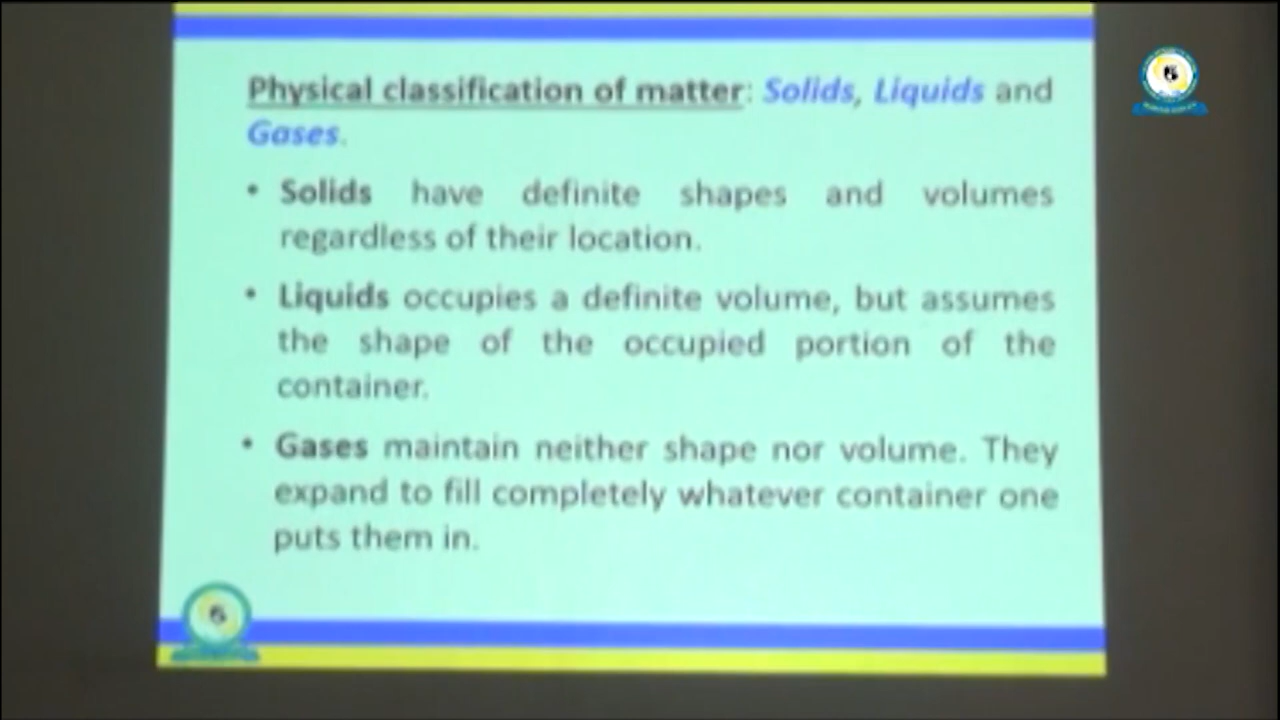 Physical classification of matter: Solids, Liquids and
Gases.
• Solids have definite shapes and volumes
regardless of their location.
• Liquids occupies a definite volume, but assumes
the shape of the occupied portion of the
container.
• Gases maintain neither shape nor volume. They
expand to fill completely whatever container one
puts them in.